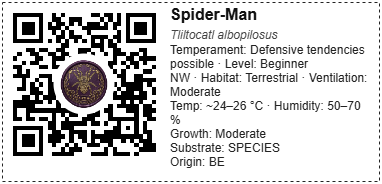 Spider-Man
Tliltocatl albopilosus
Temperament: Defensive tendencies
possible · Level: Beginner
NW · Habitat: Terrestrial · Ventilation:
Moderate
Temp: ~24–26 °C · Humidity: 50–70
%
Growth: Moderate
Substrate: SPECIES
Origin: BE